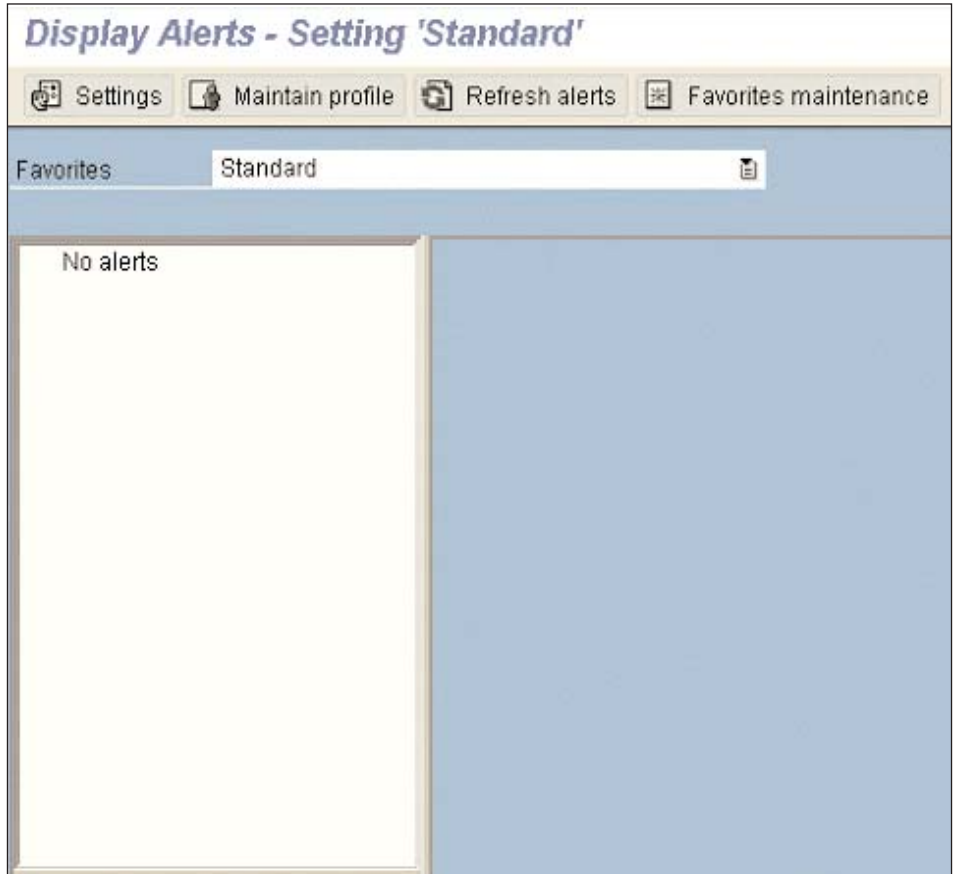 Display Alerts - Setting 'Standard'
Settings Maintain profile Refresh alerts Favorites maintenance
Favorites Standard
No alerts